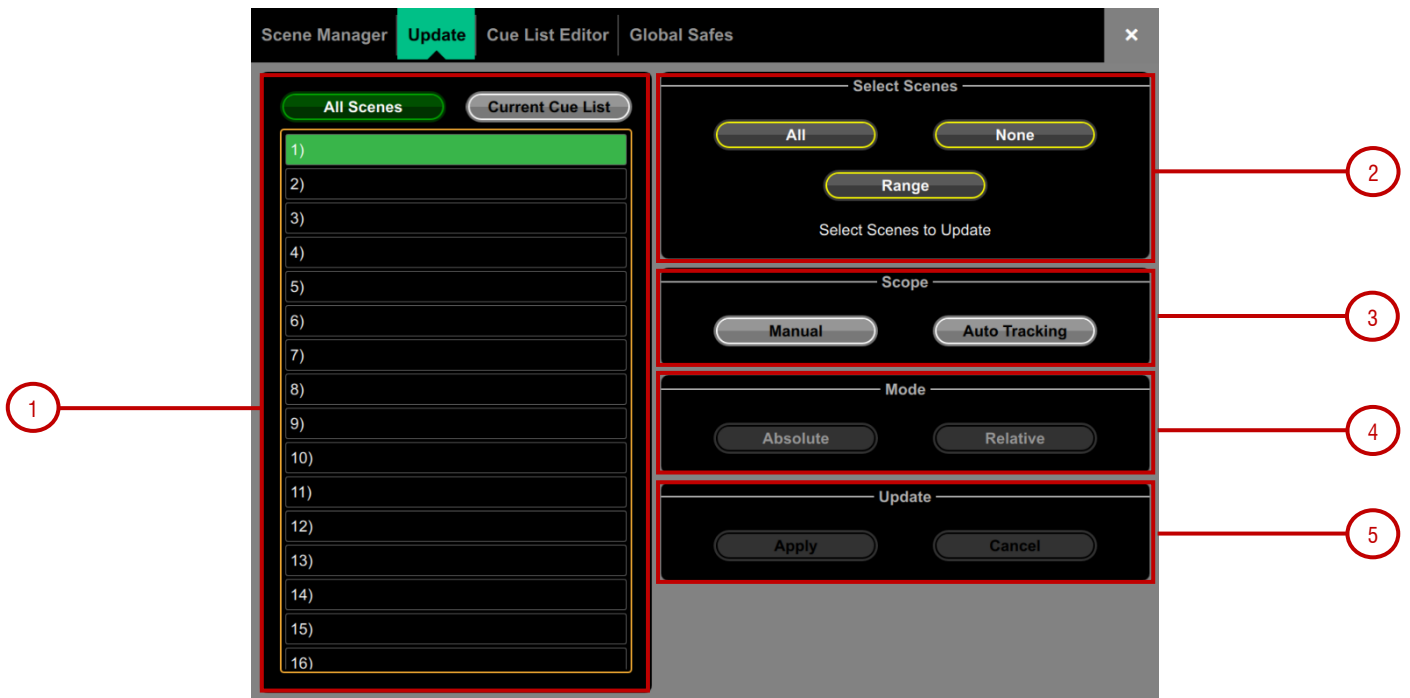 Scene Manager Update Cue List Editor Global Safes ×
All Scenes Current Cue List
1)
2)
3)
4)
5)
6)
7)
8)
9)
10)
11)
12)
13)
14)
15)
16)
1
Select Scenes
All None
Range
Select Scenes to Update
2
Scope
Manual Auto Tracking
3
Mode
Absolute Relative
4
Update
Apply Cancel
5